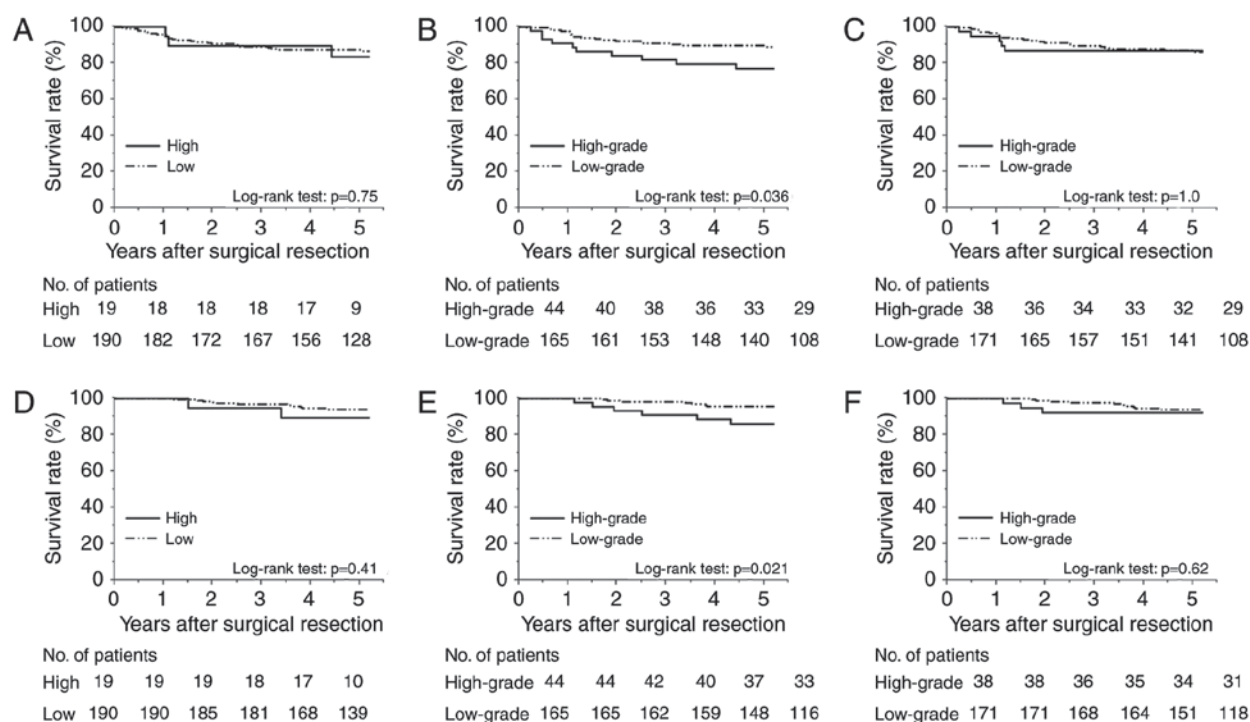 A
Survival rate (%)
100
80
60
40
20
0
High
Low
Log-rank test: p=0.75
0 1 2 3 4 5
Years after surgical resection
No. of patients
High 19 18 18 18 17 9
Low 190 182 172 167 156 128
B
Survival rate (%)
100
80
60
40
20
0
High-grade
Low-grade
Log-rank test: p=0.036
0 1 2 3 4 5
Years after surgical resection
No. of patients
High-grade 44 40 38 36 33 29
Low-grade 165 161 153 148 140 108
C
Survival rate (%)
100
80
60
40
20
0
High-grade
Low-grade
Log-rank test: p=1.0
0 1 2 3 4 5
Years after surgical resection
No. of patients
High-grade 38 36 34 33 32 29
Low-grade 171 165 157 151 141 108
D
Survival rate (%)
100
80
60
40
20
0
High
Low
Log-rank test: p=0.41
0 1 2 3 4 5
Years after surgical resection
No. of patients
High 19 19 19 18 17 10
Low 190 190 185 181 168 139
E
Survival rate (%)
100
80
60
40
20
0
High-grade
Low-grade
Log-rank test: p=0.021
0 1 2 3 4 5
Years after surgical resection
No. of patients
High-grade 44 44 42 40 37 33
Low-grade 165 165 162 159 148 116
F
Survival rate (%)
100
80
60
40
20
0
High-grade
Low-grade
Log-rank test: p=0.62
0 1 2 3 4 5
Years after surgical resection
No. of patients
High-grade 38 38 36 35 34 31
Low-grade 171 171 168 164 151 118